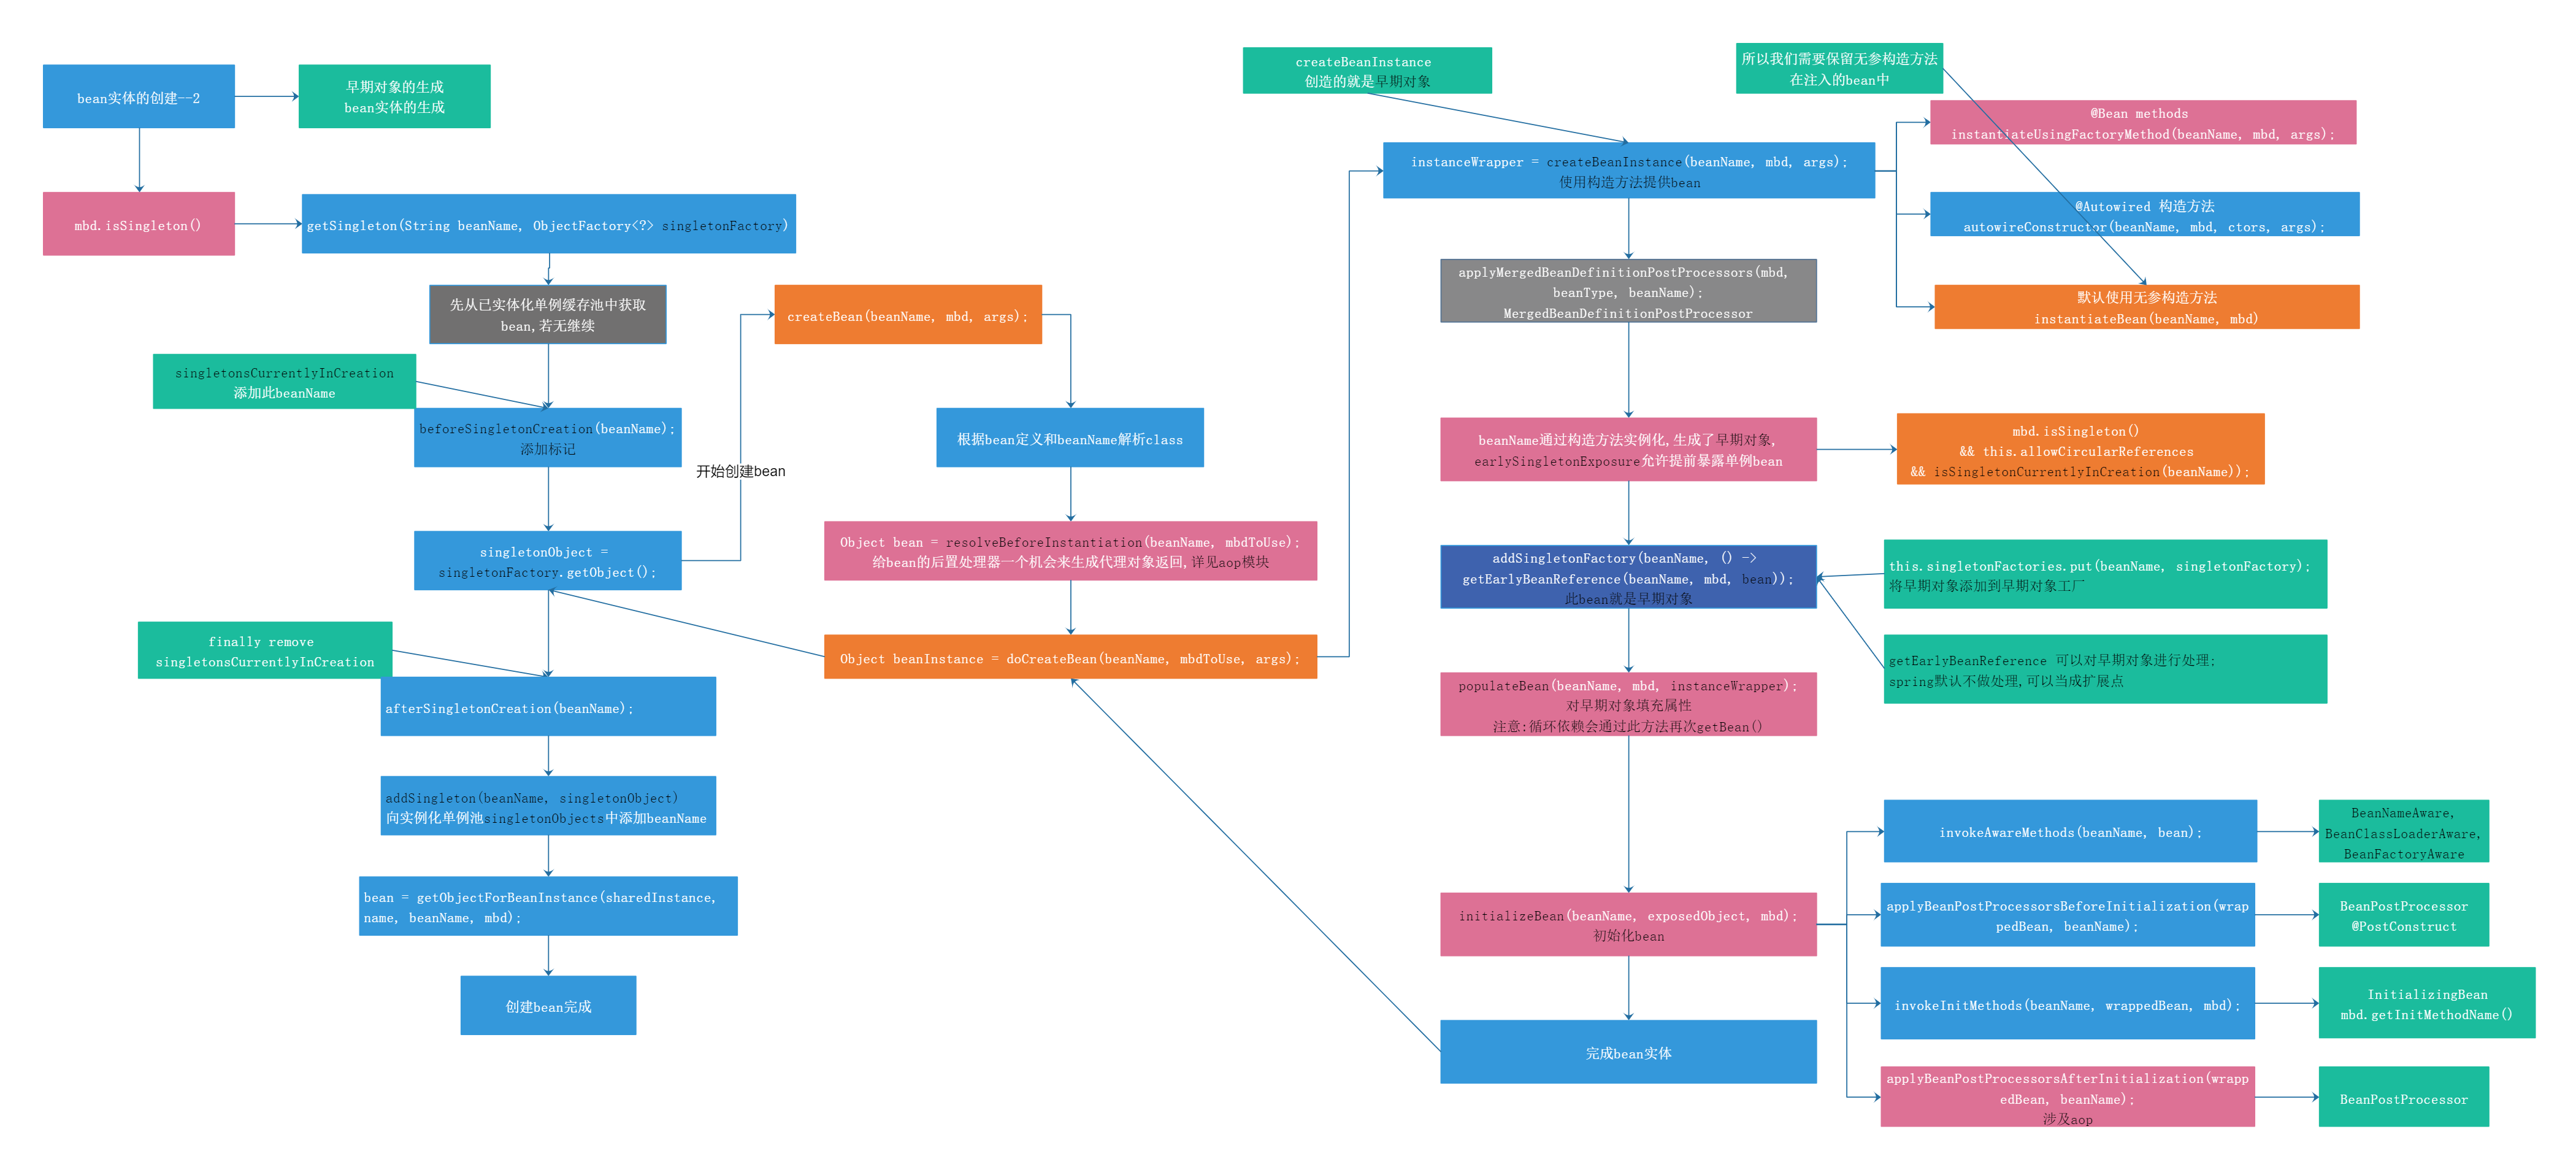 bean实体的创建--2
早期对象的生成
bean实体的生成
mbd.isSingleton()
getSingleton(String beanName, ObjectFactory<?> singletonFactory)
先从已实体化单例缓存池中获取
bean,若无继续
singletonsCurrentlyInCreation
添加此beanName
beforeSingletonCreation(beanName);
添加标记
singletonObject =
singletonFactory.getObject();
finally remove
singletonsCurrentlyInCreation
afterSingletonCreation(beanName);
addSingleton(beanName, singletonObject)
向实例化单例池singletonObjects中添加beanName
bean = getObjectForBeanInstance(sharedInstance,
name, beanName, mbd);
创建bean完成
开始创建bean
createBean(beanName, mbd, args);
根据bean定义和beanName解析class
Object bean = resolveBeforeInstantiation(beanName, mbdToUse);
给bean的后置处理器一个机会来生成代理对象返回,详见aop模块
Object beanInstance = doCreateBean(beanName, mbdToUse, args);
createBeanInstance
创造的就是早期对象
instanceWrapper = createBeanInstance(beanName, mbd, args);
使用构造方法提供bean
applyMergedBeanDefinitionPostProcessors(mbd,
beanType, beanName);
MergedBeanDefinitionPostProcessor
beanName通过构造方法实例化,生成了早期对象,
earlySingletonExposure允许提前暴露单例bean
addSingletonFactory(beanName, () ->
getEarlyBeanReference(beanName, mbd, bean));
此bean就是早期对象
populateBean(beanName, mbd, instanceWrapper);
对早期对象填充属性
注意:循环依赖会通过此方法再次getBean()
initializeBean(beanName, exposedObject, mbd);
初始化bean
完成bean实体
所以我们需要保留无参构造方法
在注入的bean中
@Bean methods
instantiateUsingFactoryMethod(beanName, mbd, args);
@Autowired 构造方法
autowireConstructor(beanName, mbd, ctors, args);
默认使用无参构造方法
instantiateBean(beanName, mbd)
mbd.isSingleton()
&& this.allowCircularReferences
&& isSingletonCurrentlyInCreation(beanName));
this.singletonFactories.put(beanName, singletonFactory);
将早期对象添加到早期对象工厂
getEarlyBeanReference 可以对早期对象进行处理;
spring默认不做处理,可以当成扩展点
invokeAwareMethods(beanName, bean);
BeanNameAware,
BeanClassLoaderAware,
BeanFactoryAware
applyBeanPostProcessorsBeforeInitialization(wrap
pedBean, beanName);
BeanPostProcessor
@PostConstruct
invokeInitMethods(beanName, wrappedBean, mbd);
InitializingBean
mbd.getInitMethodName()
applyBeanPostProcessorsAfterInitialization(wrapp
edBean, beanName);
涉及aop
BeanPostProcessor